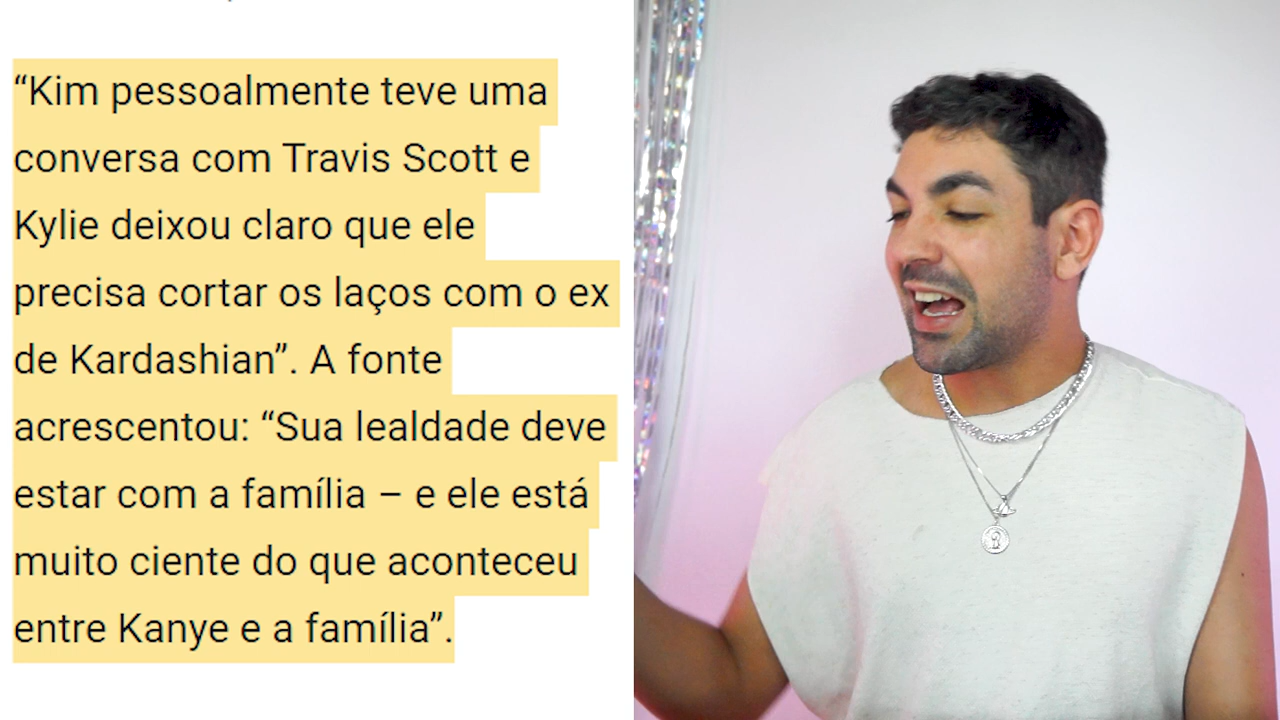 “Kim pessoalmente teve uma
conversa com Travis Scott e
Kylie deixou claro que ele
precisa cortar os laços com o ex
de Kardashian”. A fonte
acrescentou: “Sua lealdade deve
estar com a família – e ele está
muito ciente do que aconteceu
entre Kanye e a família”.